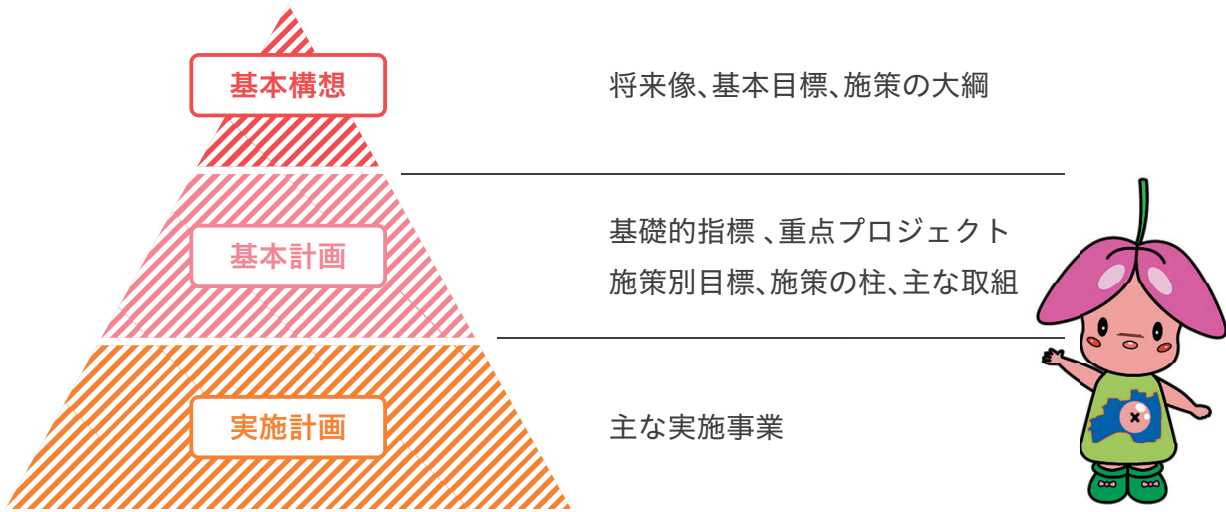 基本構想
将来像、基本目標、施策の大綱
基本計画
基礎的指標 、重点プロジェクト
施策別目標、施策の柱、主な取組
実施計画
主な実施事業